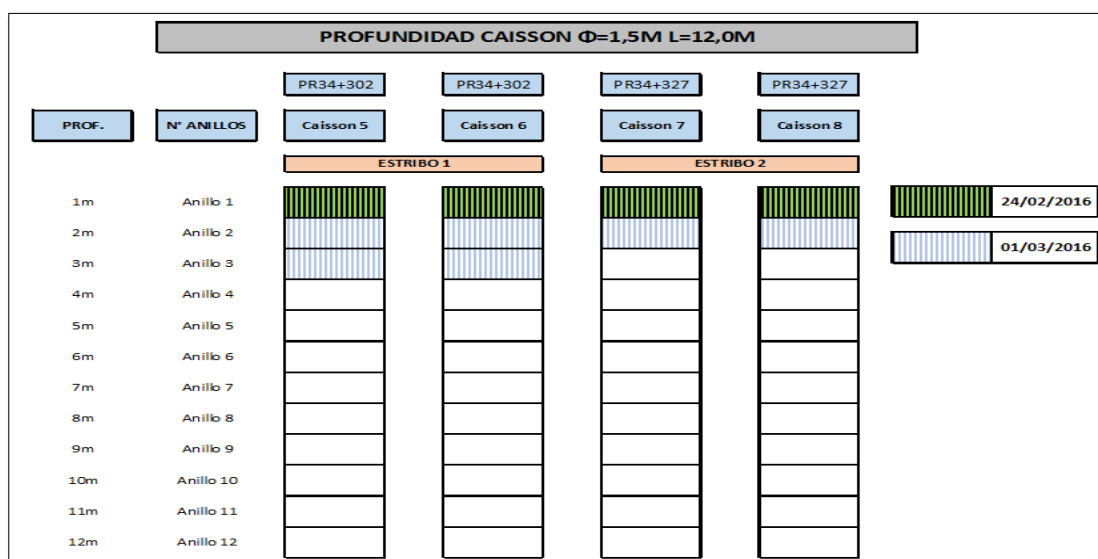 PROFUNDIDAD CAISSON Φ=1,5M L=12,0M
PR34+302 PR34+302 PR34+327 PR34+327
PROF. N° ANILLOS Caisson 5 Caisson 6 Caisson 7 Caisson 8
ESTRIBO 1 ESTRIBO 2
1m Anillo 1 24/02/2016
2m Anillo 2 01/03/2016
3m Anillo 3
4m Anillo 4
5m Anillo 5
6m Anillo 6
7m Anillo 7
8m Anillo 8
9m Anillo 9
10m Anillo 10
11m Anillo 11
12m Anillo 12